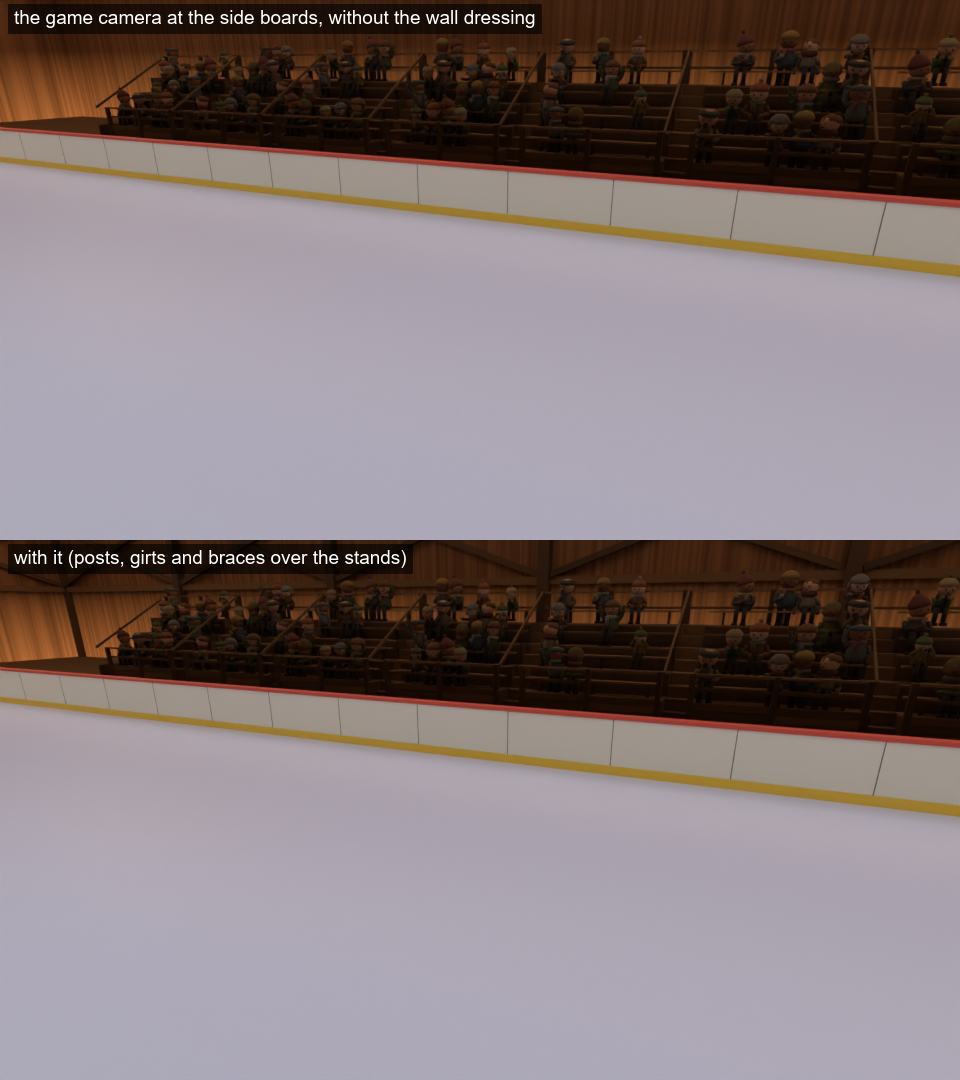 the game camera at the side boards, without the wall dressing
with it (posts, girts and braces over the stands)